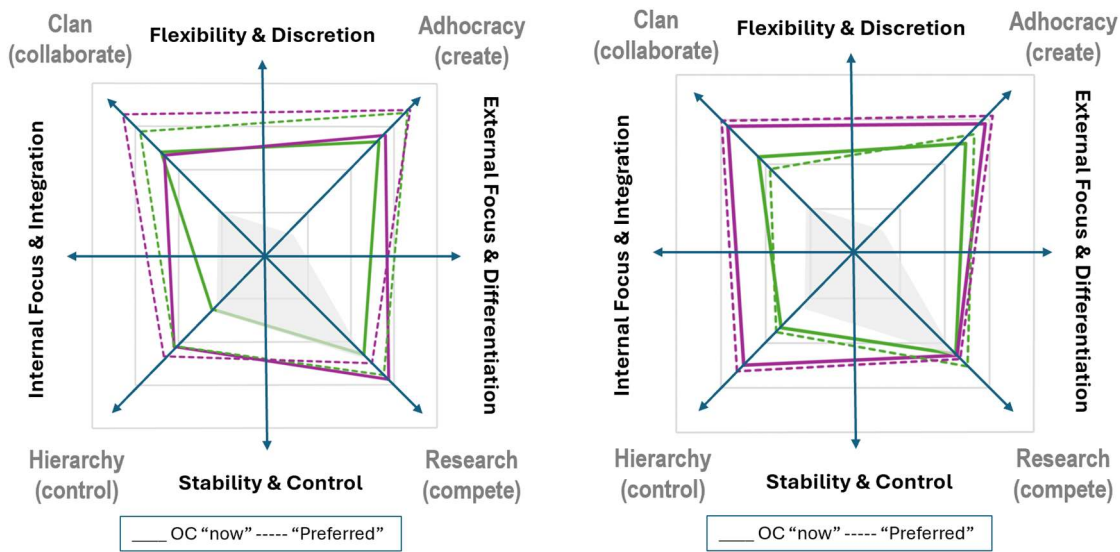 Clan
(collaborate)
Flexibility & Discretion
Adhocracy
(create)
Internal Focus & Integration
External Focus & Differentiation
Hierarchy
(control)
Stability & Control
Research
(compete)
____ OC “now” ----- “Preferred”
Clan
(collaborate)
Flexibility & Discretion
Adhocracy
(create)
Internal Focus & Integration
External Focus & Differentiation
Hierarchy
(control)
Stability & Control
Research
(compete)
____ OC “now” ----- “Preferred”